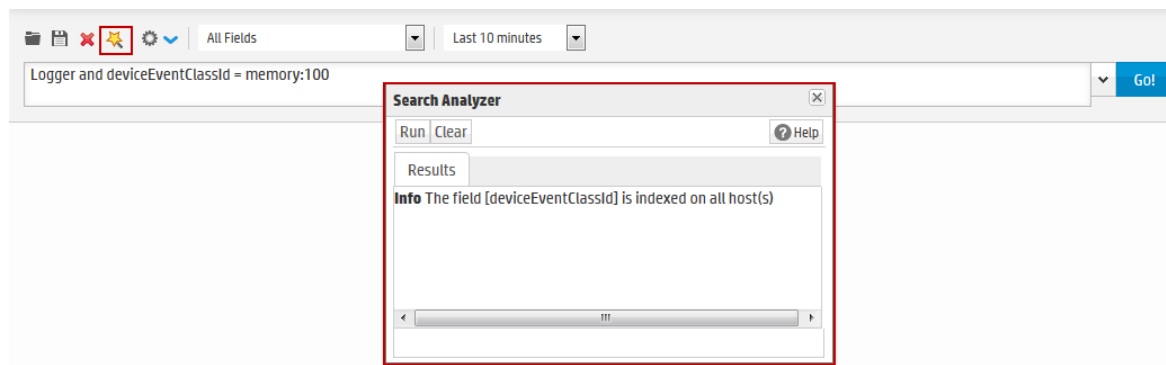 All Fields
Last 10 minutes
Logger and deviceEventClassId = memory:100
Go!
Search Analyzer
Run Clear
Help
Results
Info The field [deviceEventClassId] is indexed on all host(s)